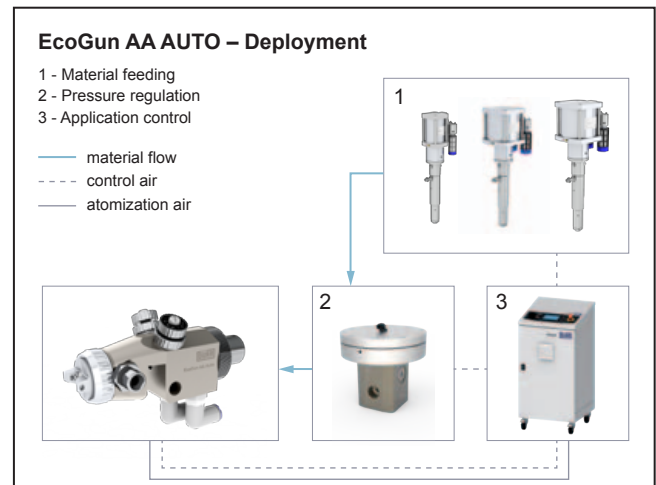 EcoGun AA AUTO – Deployment
1 - Material feeding
2 - Pressure regulation
3 - Application control
material flow
control air
atomization air
1
2
3